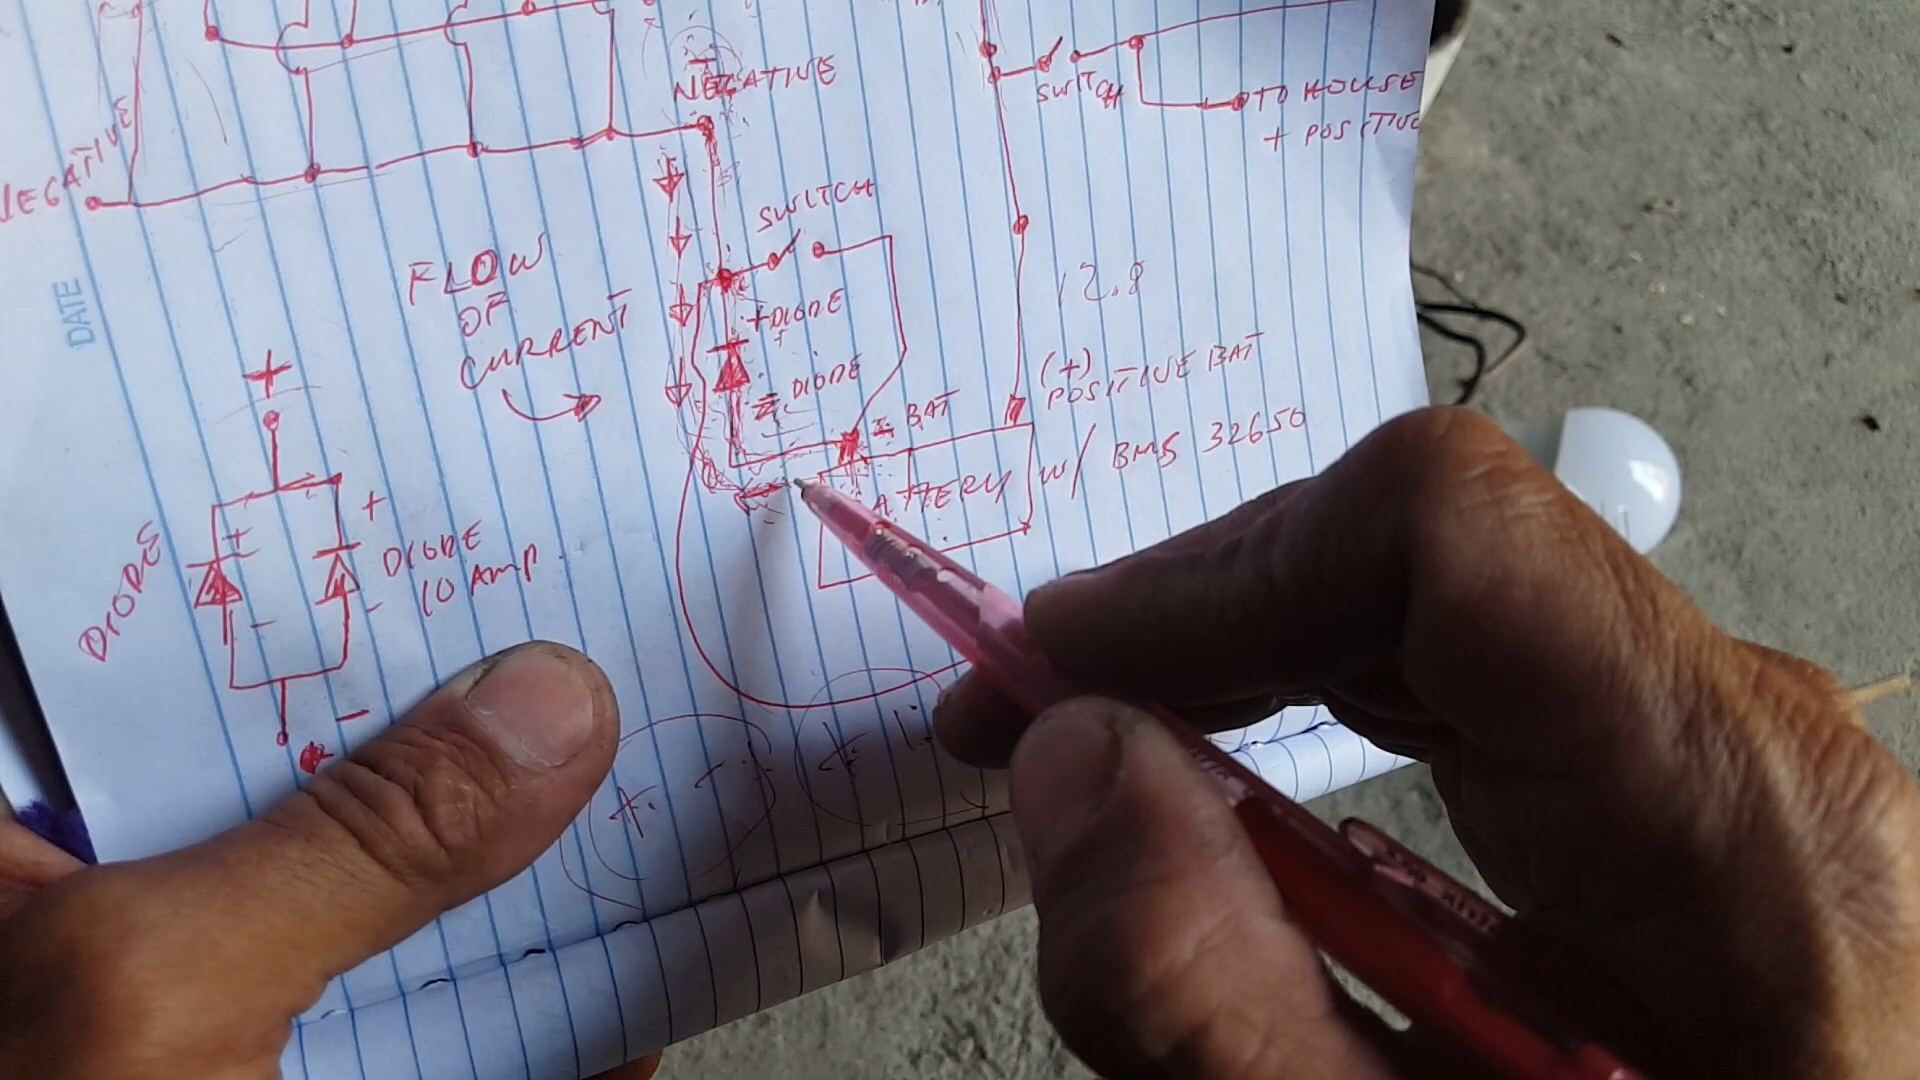 NEGATIVE
NEGATIVE
SWITCH
TO HOUSE
+ POSITIVE
SWITCH
DATE
FLOW
OF
CURRENT
+ DIODE
+
- DIODE
12.8
(+)
POSITIVE BAT
- BAT
BATTERY w/ BMS 32650
+
DIODE
+
-
+
DIODE
10 AMP.
-
-